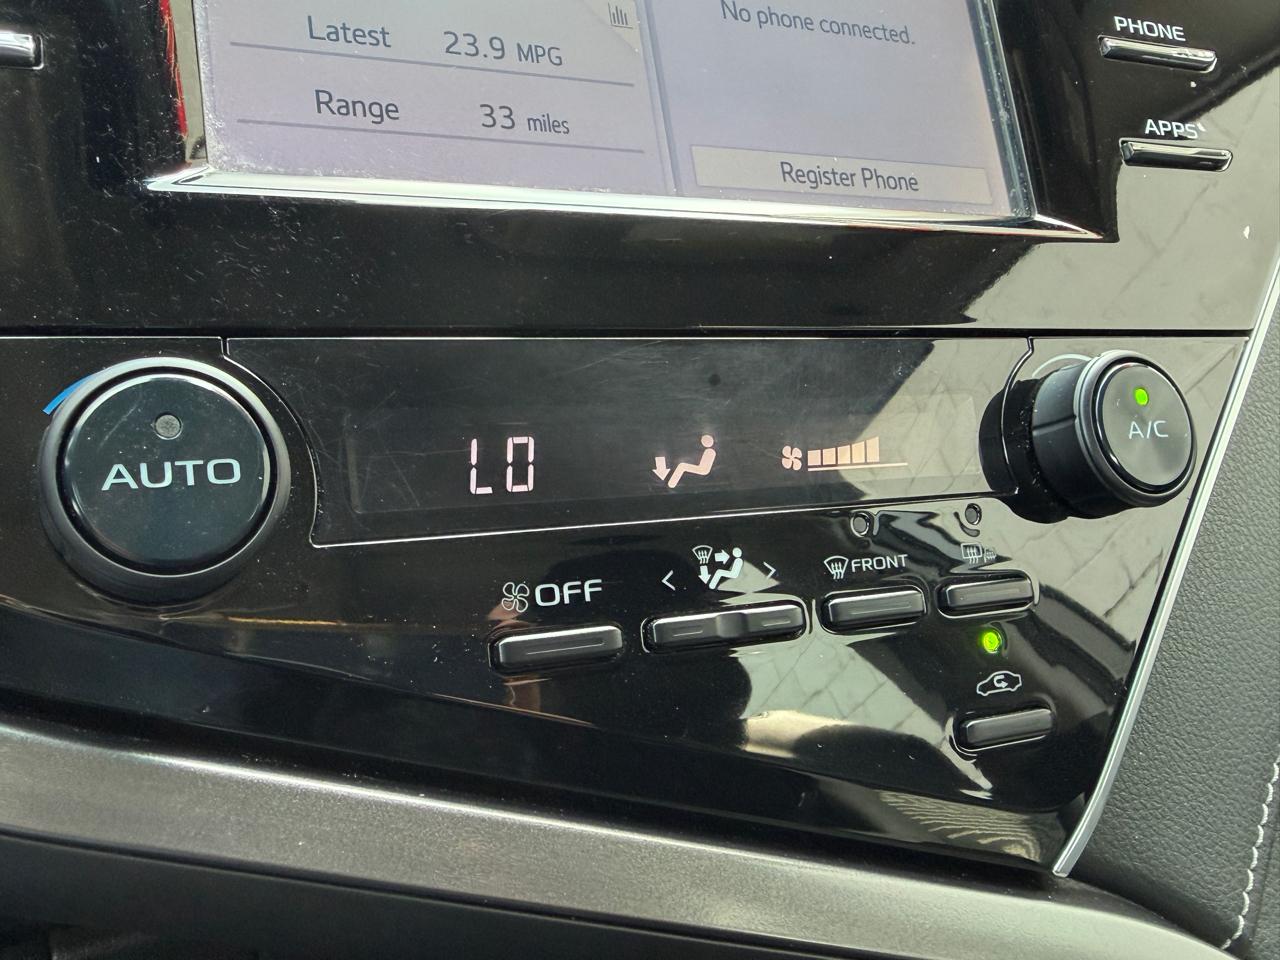 Latest 23.9 MPG
Range 33 miles
No phone connected.
Register Phone
PHONE
APPS
AUTO
LO
A/C
OFF
< >
FRONT